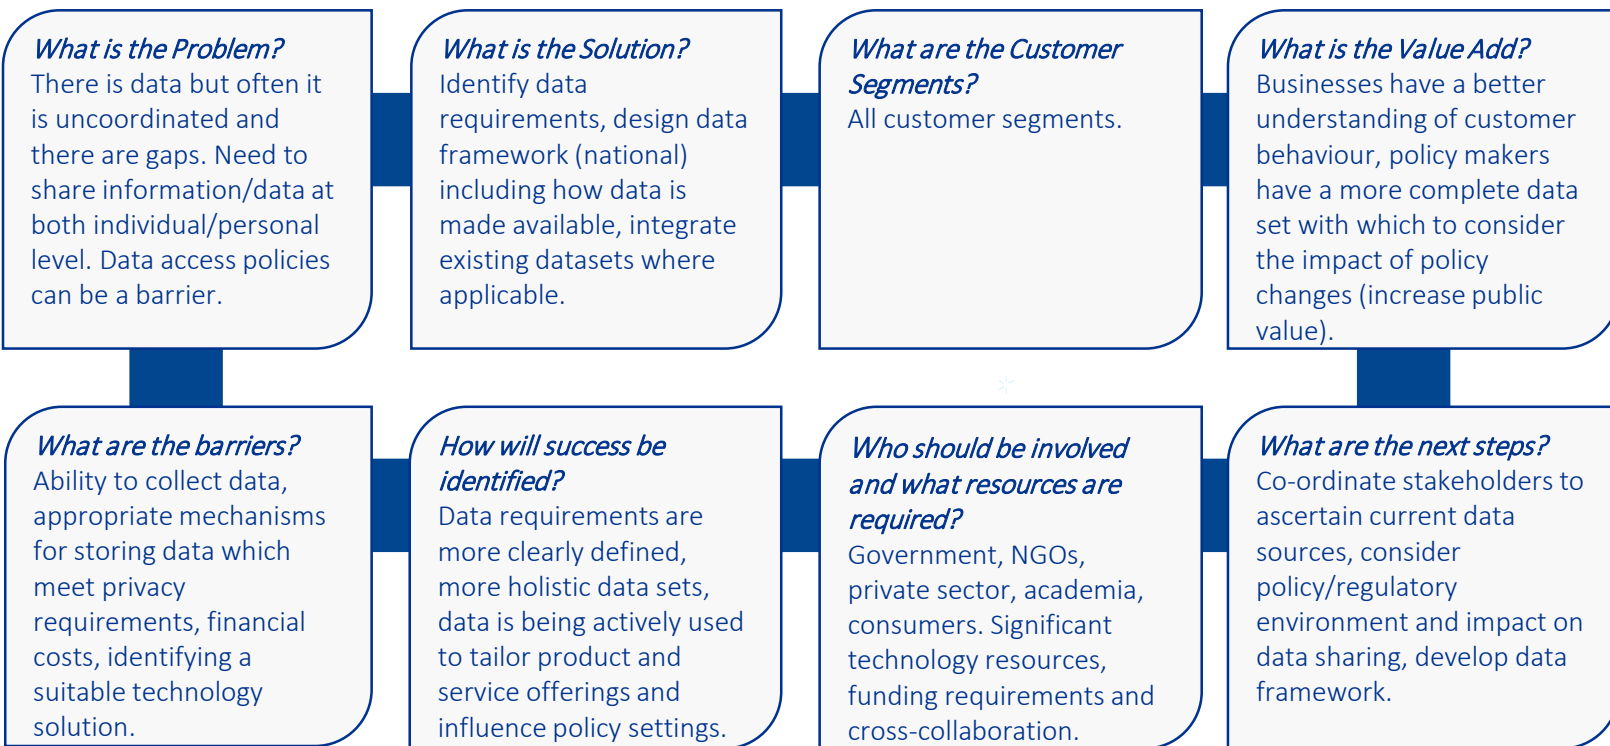 What is the Problem?
There is data but often it
is uncoordinated and
there are gaps. Need to
share information/data at
both individual/personal
level. Data access policies
can be a barrier.
What is the Solution?
Identify data
requirements, design data
framework (national)
including how data is
made available, integrate
existing datasets where
applicable.
What are the Customer
Segments?
All customer segments.
What is the Value Add?
Businesses have a better
understanding of customer
behaviour, policy makers
have a more complete data
set with which to consider
the impact of policy
changes (increase public
value).
What are the barriers?
Ability to collect data,
appropriate mechanisms
for storing data which
meet privacy
requirements, financial
costs, identifying a
suitable technology
solution.
How will success be
identified?
Data requirements are
more clearly defined,
more holistic data sets,
data is being actively used
to tailor product and
service offerings and
influence policy settings.
Who should be involved
and what resources are
required?
Government, NGOs,
private sector, academia,
consumers. Significant
technology resources,
funding requirements and
cross-collaboration.
What are the next steps?
Co-ordinate stakeholders to
ascertain current data
sources, consider
policy/regulatory
environment and impact on
data sharing, develop data
framework.